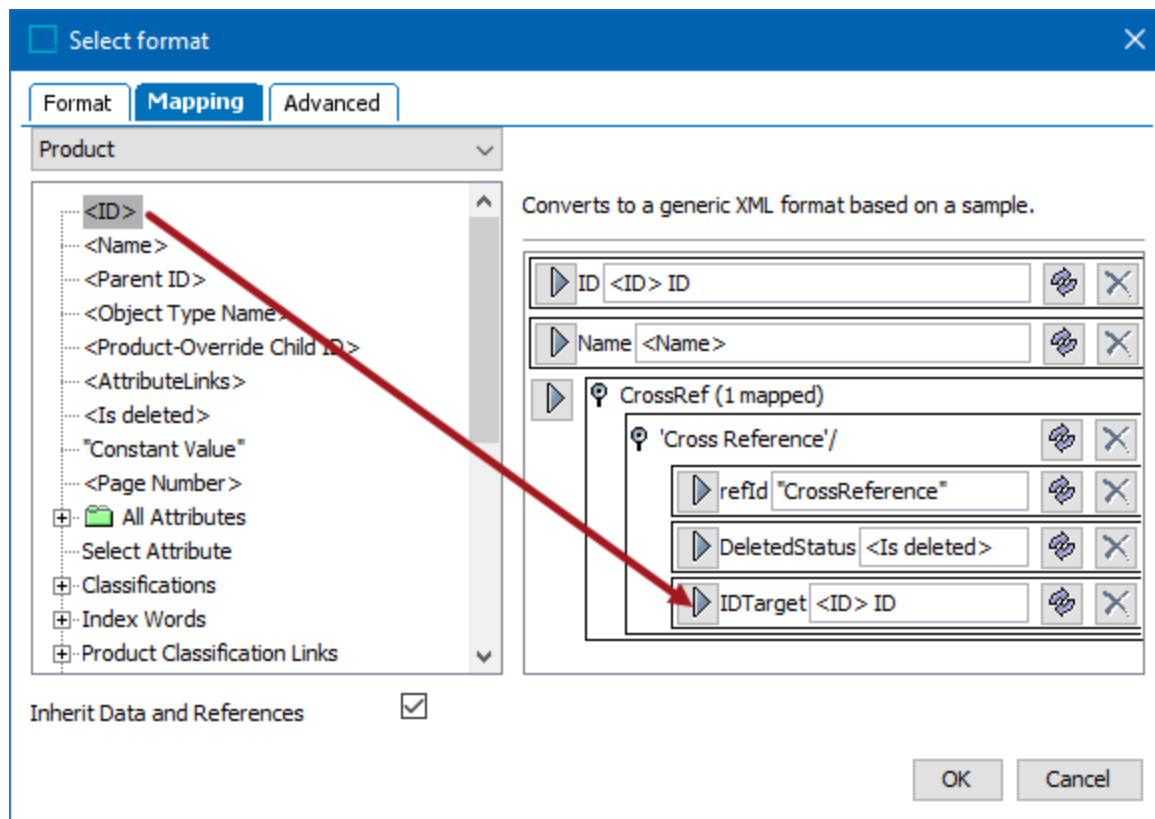 Select format
Format Mapping Advanced
Product
<ID>
<Name>
<Parent ID>
<Object Type Name>
<Product-Override Child ID>
<AttributeLinks>
<Is deleted>
"Constant Value"
<Page Number>
All Attributes
Select Attribute
Classifications
Index Words
Product Classification Links
Converts to a generic XML format based on a sample.
ID <ID> ID
Name <Name>
CrossRef (1 mapped)
'Cross Reference'/
refId "CrossReference"
DeletedStatus <Is deleted>
IDTarget <ID> ID
Inherit Data and References
OK Cancel